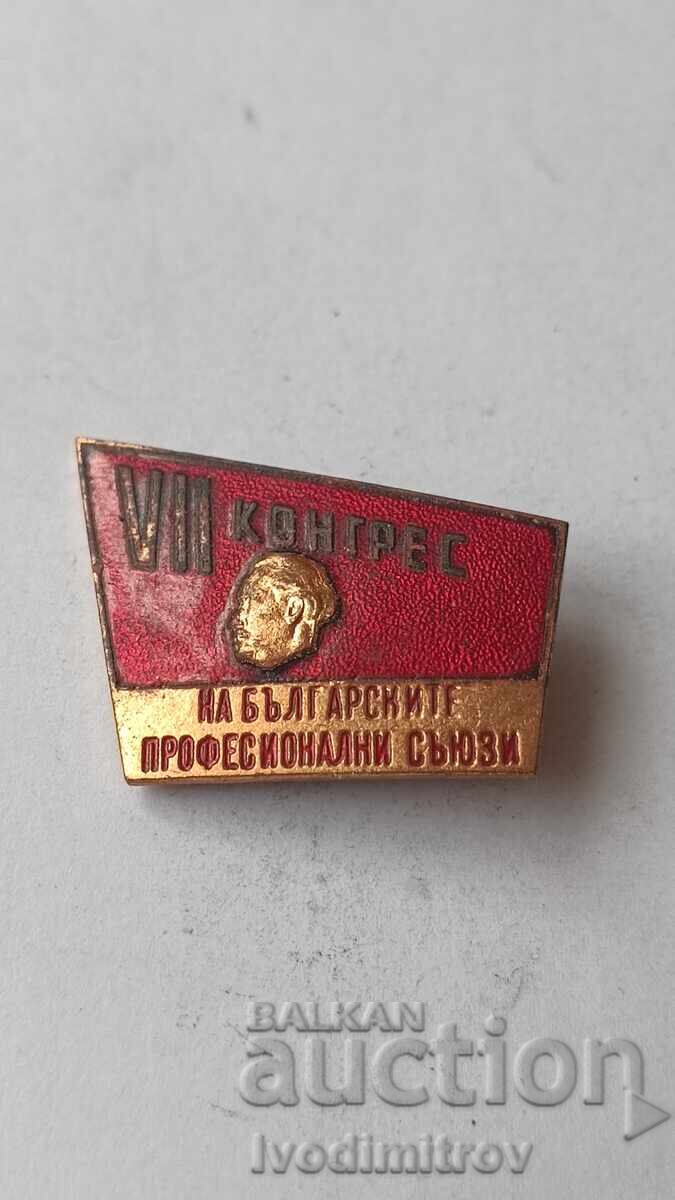 VII КОНГРЕС
НА БЪЛГАРСКИТЕ
ПРОФЕСИОНАЛНИ СЪЮЗИ
BALKAN
auction
Ivodimitrov